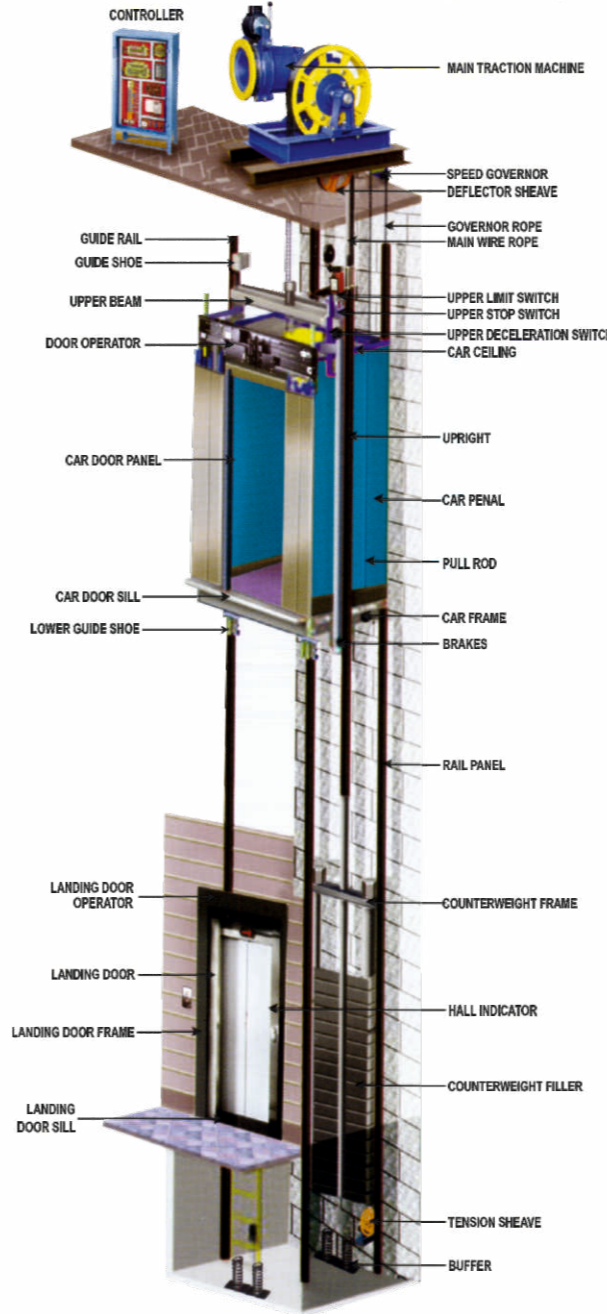 CONTROLLER
MAIN TRACTION MACHINE
SPEED GOVERNOR
DEFLECTOR SHEAVE
GOVERNOR ROPE
MAIN WIRE ROPE
GUIDE RAIL
GUIDE SHOE
UPPER BEAM
UPPER LIMIT SWITCH
UPPER STOP SWITCH
UPPER DECELERATION SWITCH
DOOR OPERATOR
CAR CEILING
UPRIGHT
CAR DOOR PANEL
CAR PENAL
PULL ROD
CAR DOOR SILL
CAR FRAME
LOWER GUIDE SHOE
BRAKES
RAIL PANEL
LANDING DOOR
OPERATOR
COUNTERWEIGHT FRAME
LANDING DOOR
HALL INDICATOR
LANDING DOOR FRAME
COUNTERWEIGHT FILLER
LANDING
DOOR SILL
TENSION SHEAVE
BUFFER